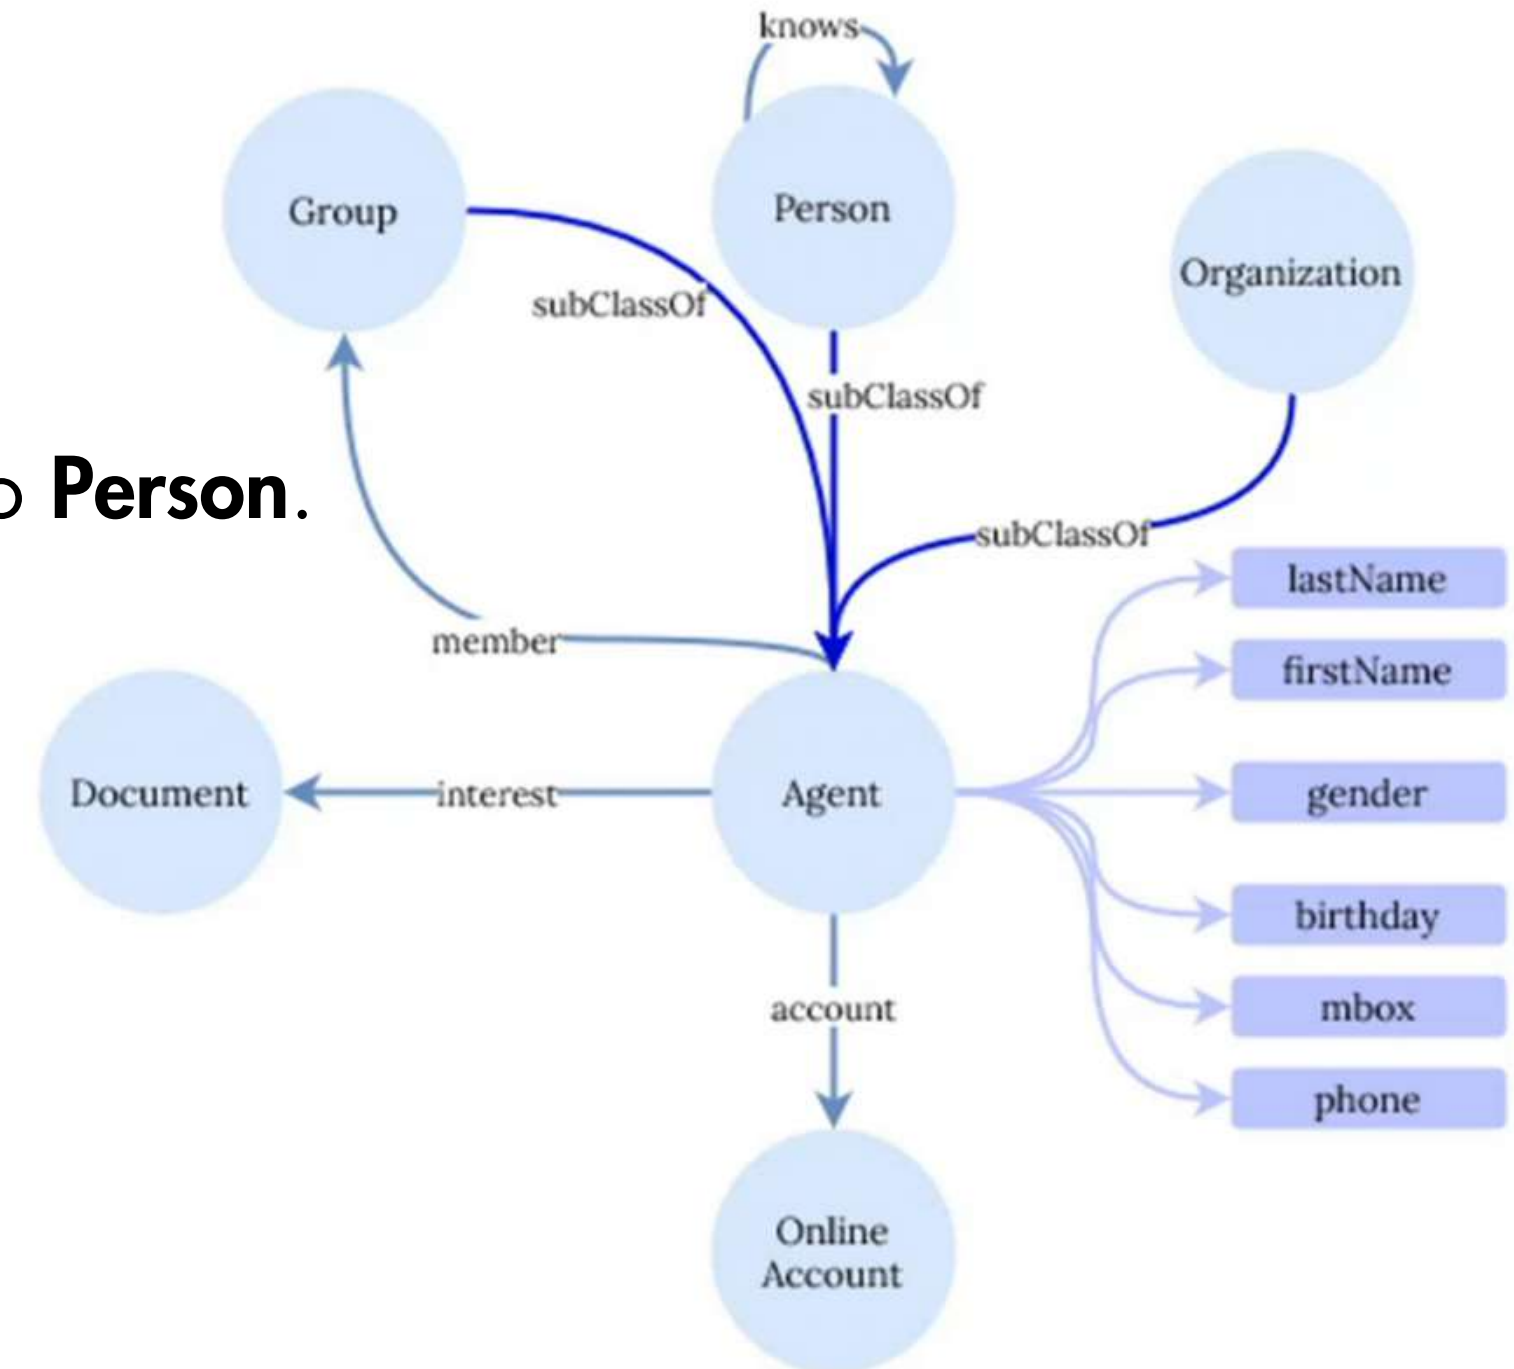 knows
Group
Person
Organization
subClassOf
subClassOf
o Person.
subClassOf
lastName
member
firstName
Document
interest
Agent
gender
birthday
account
mbox
phone
Online
Account